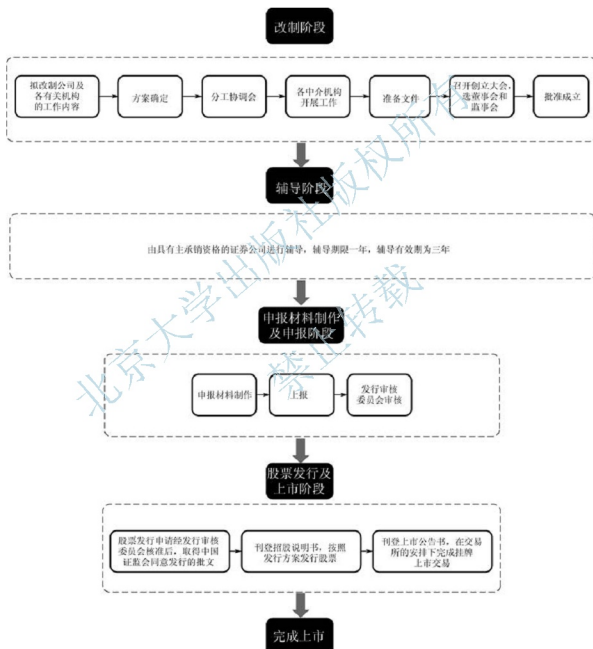 改制阶段
拟改制公司及
各有关机构
的工作内容
方案确定
分工协调会
各中介机构
开展工作
准备文件
召开创立大会、
选董事会和
监事会
批准成立
辅导阶段
由具有主承销资格的证券公司进行辅导，辅导期限一年，辅导有效期为三年
申报材料制作
及申报阶段
申报材料制作
上报
发行审核
委员会审核
股票发行及
上市阶段
股票发行申请经发行审核
委员会核准后，取得中国
证监会同意发行的批文
刊登招股说明书，按照
发行方案发行股票
刊登上市公告书，在交易
所的安排下完成挂牌
上市交易
完成上市
北京大学出版社版权所有
禁止转载